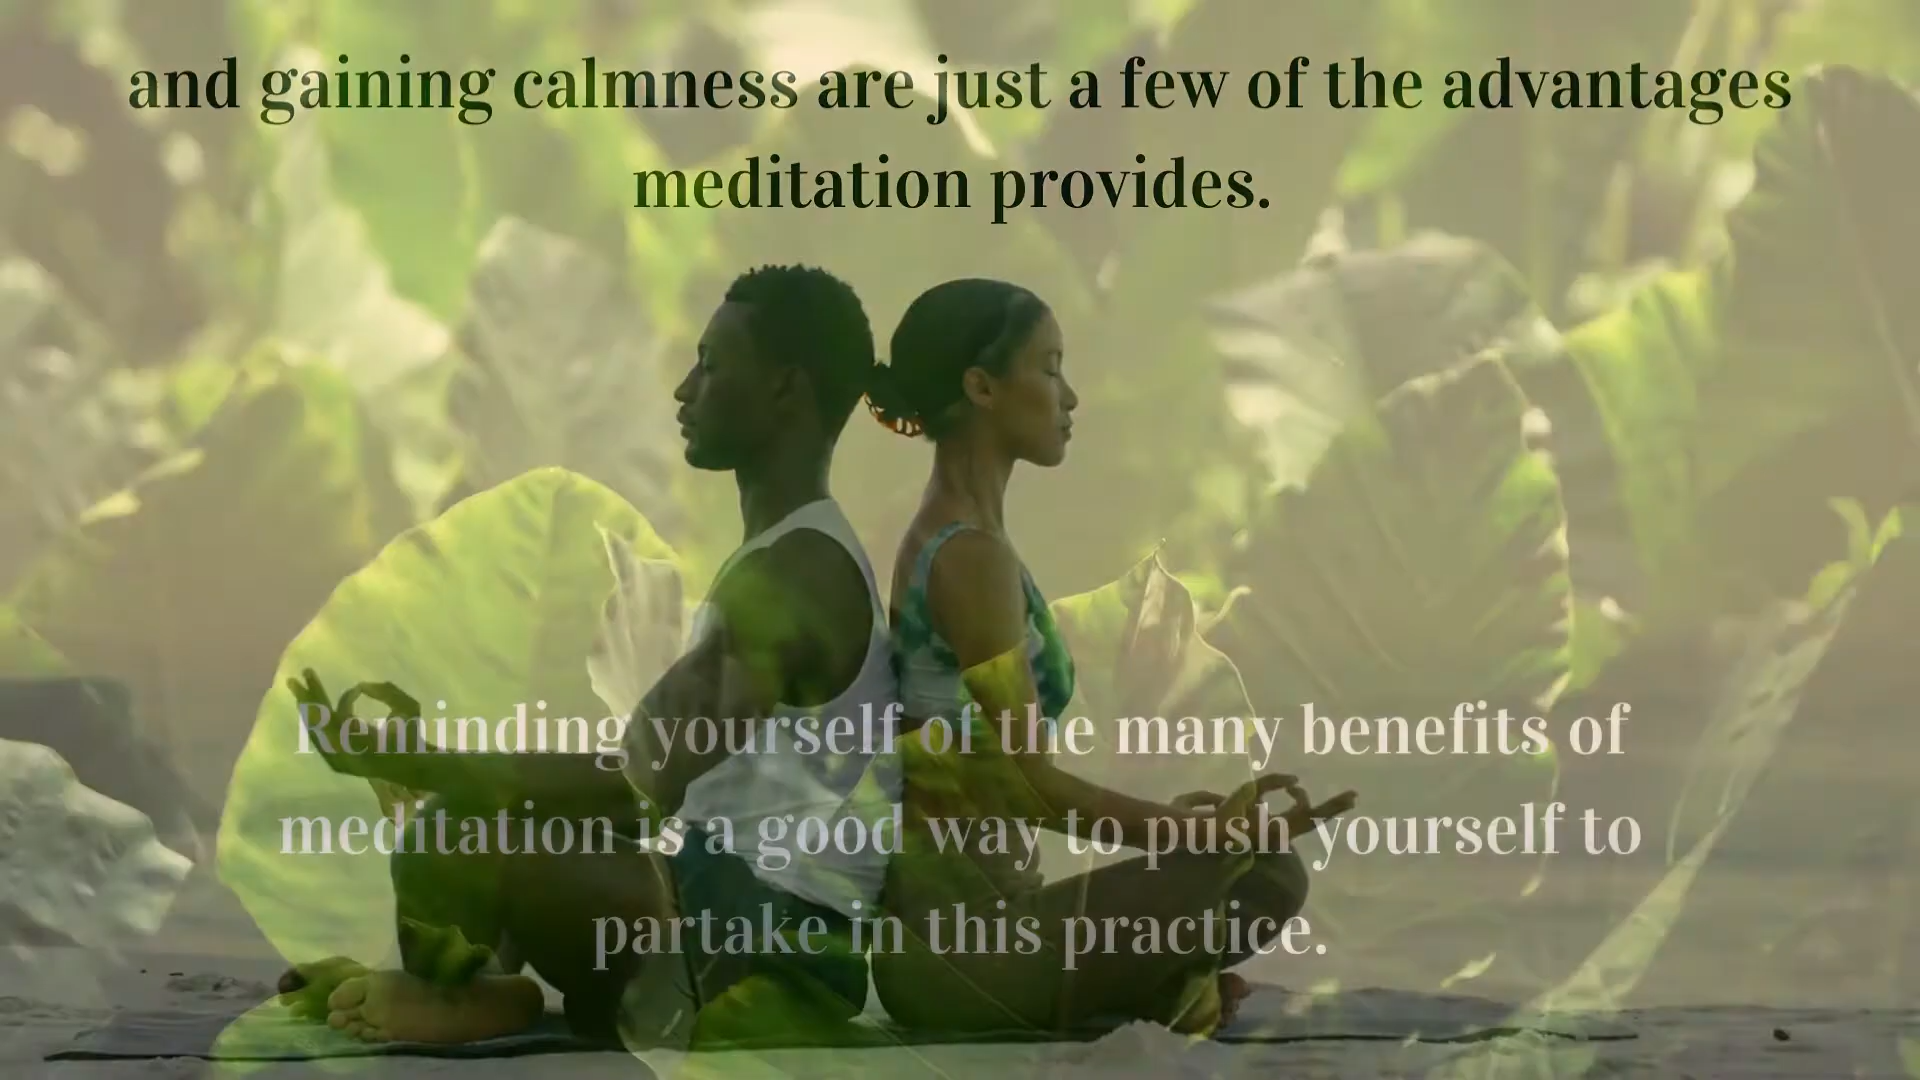 and gaining calmness are just a few of the advantages
meditation provides.
Reminding yourself of the many benefits of
meditation is a good way to push yourself to
partake in this practice.